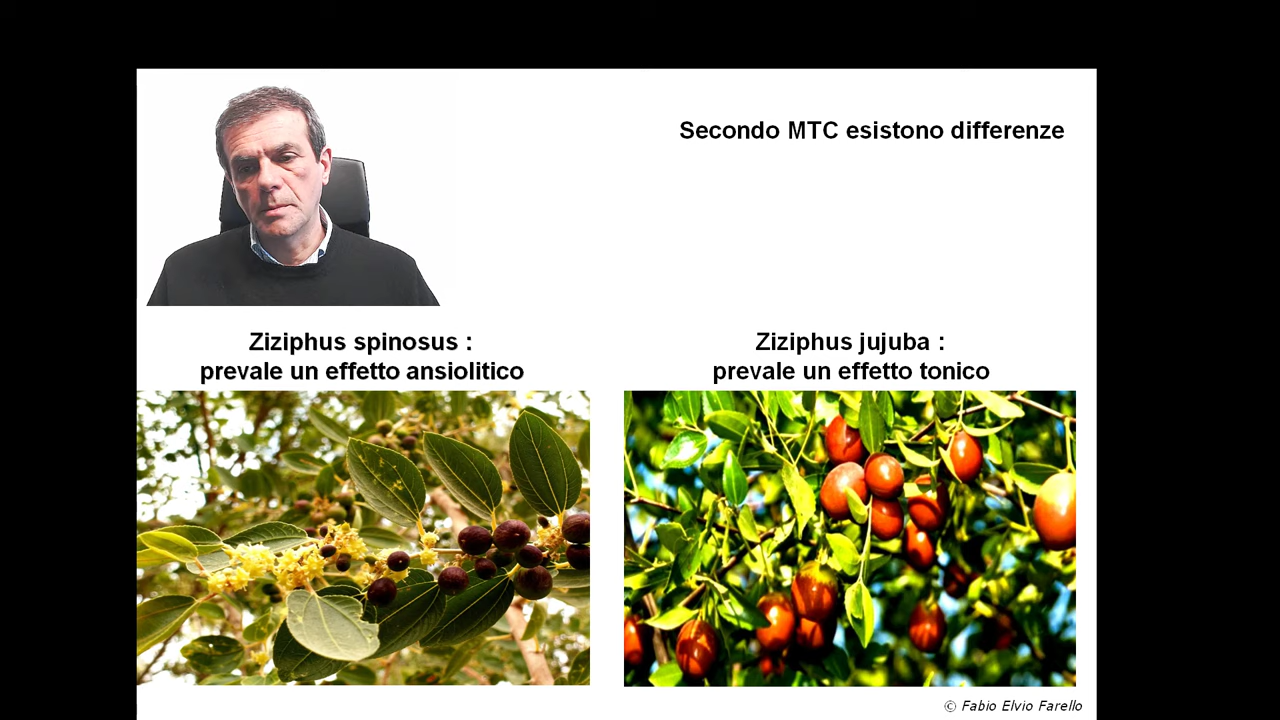 Secondo MTC esistono differenze
Ziziphus spinosus :
prevale un effetto ansiolitico
Ziziphus jujuba :
prevale un effetto tonico
© Fabio Elvio Farello